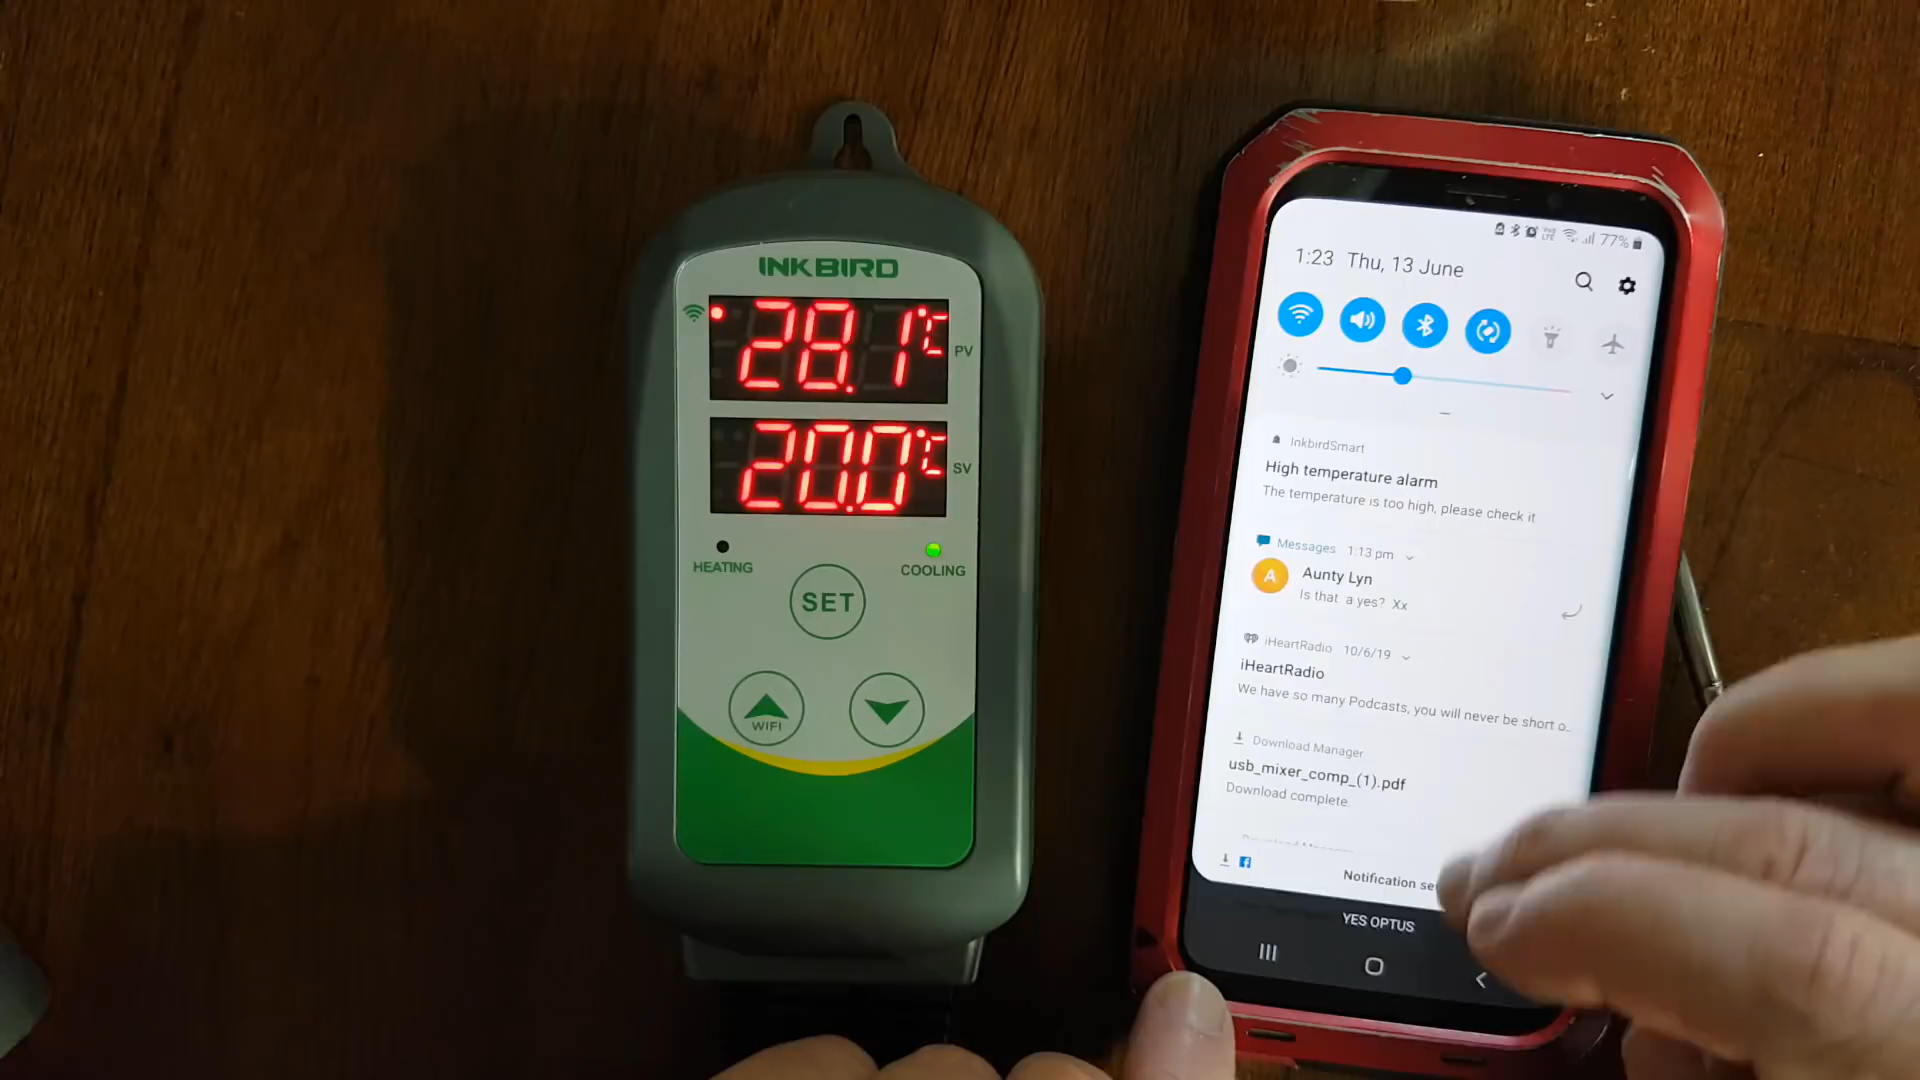 INKBIRD
28.1°C PV
20.0°C SV
HEATING
COOLING
SET
WIFI
VoD LTE 77%
1:23 Thu, 13 June
InkbirdSmart
High temperature alarm
The temperature is too high, please check it
Messages 1:13 pm
A
Aunty Lyn
Is that a yes? Xx
iHeartRadio 10/6/19
iHeartRadio
We have so many Podcasts, you will never be short o_
Download Manager
usb_mixer_comp_(1).pdf
Download complete.
Notification se
YES OPTUS